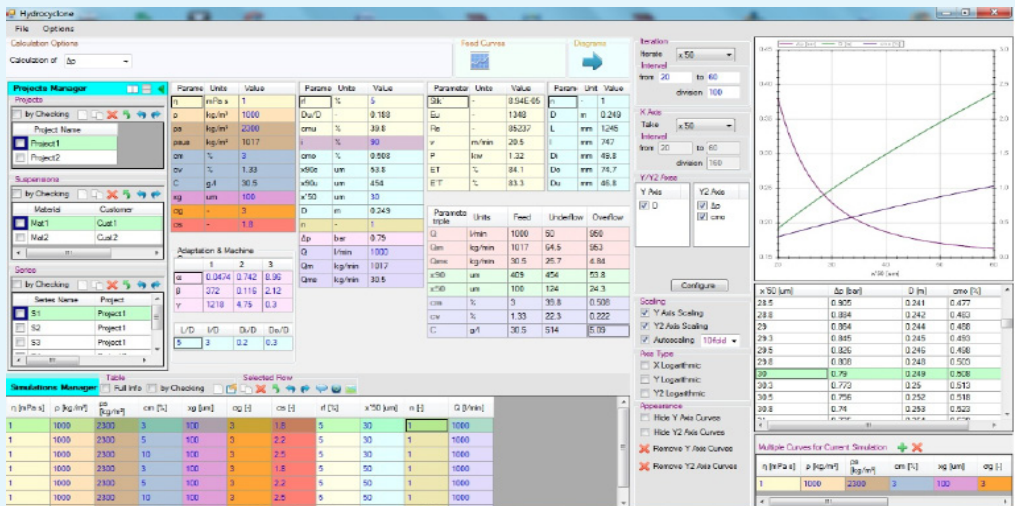 Hydrocyclone
File Options
Calculation Options
Calculation of Δp
Feed Curves
Diagrams
Projects Manager
Projects
by Checking
Project Name
Project1
Project2
Suspensions
by Checking
Material Customer
Mat1 Cust1
Mat2 Cust2
Series
by Checking
Series Name Project
S1 Project1
S2 Project1
S3 Project1
Parame Units Value
η mPa s 1
ρ kg/m³ 1000
ρs kg/m³ 2300
ρsus kg/m³ 1017
cm % 3
cv % 1.33
C g/l 30.5
xg um 100
σg - 3
σs - 1.8
Adaptation & Machine
1 2 3
α 0.0474 0.742 8.96
β 372 0.116 2.12
γ 1218 4.75 0.3
L/D l/D Di/D Do/D
5 3 0.2 0.3
Parame Units Value
rf % 5
Du/D - 0.188
cmu % 39.8
i % 90
cmo % 0.508
x90o um 53.8
x90u um 454
x'50 um 30
D m 0.249
n - 1
Δp bar 0.79
Q l/min 1000
Qm kg/min 1017
Qms kg/min 30.5
Parameter Units Value
Stk' - 8.94E-05
Eu - 1348
Re - 85237
v m/min 20.5
P kw 1.32
ET % 84.1
E'T % 83.3
Param Unit Value
n - 1
D m 0.249
L mm 1245
l mm 747
Di mm 49.8
Do mm 74.7
Du mm 46.8
Paramete triple Units Feed Underflow Overflow
Q l/min 1000 50 950
Qm kg/min 1017 64.5 953
Qms kg/min 30.5 25.7 4.84
x90 um 409 454 53.8
x50 um 100 124 24.3
cm % 3 39.8 0.508
cv % 1.33 22.3 0.222
C g/l 30.5 514 5.09
Iteration
Iterate x'50
Interval
from 20 to 60
division 100
X Axis
Take x'50
Interval
from 20 to 60
division 160
Y/Y2 Axes
Y Axis Y2 Axis
D Δp
cmo
Configure
Scaling
Y Axis Scaling
Y2 Axis Scaling
Autoscaling 10fold
Axis Type
X Logarithmic
Y Logarithmic
Y2 Logarithmic
Appearance
Hide Y Axis Curves
Hide Y2 Axis Curves
Remove Y Axis Curves
Remove Y2 Axis Curves
20 30 40 50 60
x'50 [um]
x'50 [um] Δp [bar] D [m] cmo [%]
28.5 0.905 0.241 0.477
28.8 0.884 0.242 0.483
29 0.864 0.244 0.488
29.3 0.845 0.245 0.493
29.5 0.826 0.246 0.498
29.8 0.808 0.248 0.503
30 0.79 0.249 0.508
30.3 0.773 0.25 0.513
30.5 0.756 0.252 0.518
30.8 0.74 0.253 0.523
Multiple Curves for Current Simulation
η [mPa s] ρ [kg/m³] ρs [kg/m³] cm [%] xg [um] σg [-]
1 1000 2300 3 100 3
Simulations Manager
Table
Full Info by Checking
Selected Row
η [mPa s] ρ [kg/m³] ρs [kg/m³] cm [%] xg [um] σg [-] σs [-] rf [%] x'50 [um] n [-] Q [l/min]
1 1000 2300 3 100 3 1.8 5 30 1 1000
1 1000 2300 5 100 3 2.2 5 30 1 1000
1 1000 2300 10 100 3 2.5 5 30 1 1000
1 1000 2300 3 100 3 1.8 5 50 1 1000
1 1000 2300 5 100 3 2.2 5 50 1 1000
1 1000 2300 10 100 3 2.5 5 50 1 1000